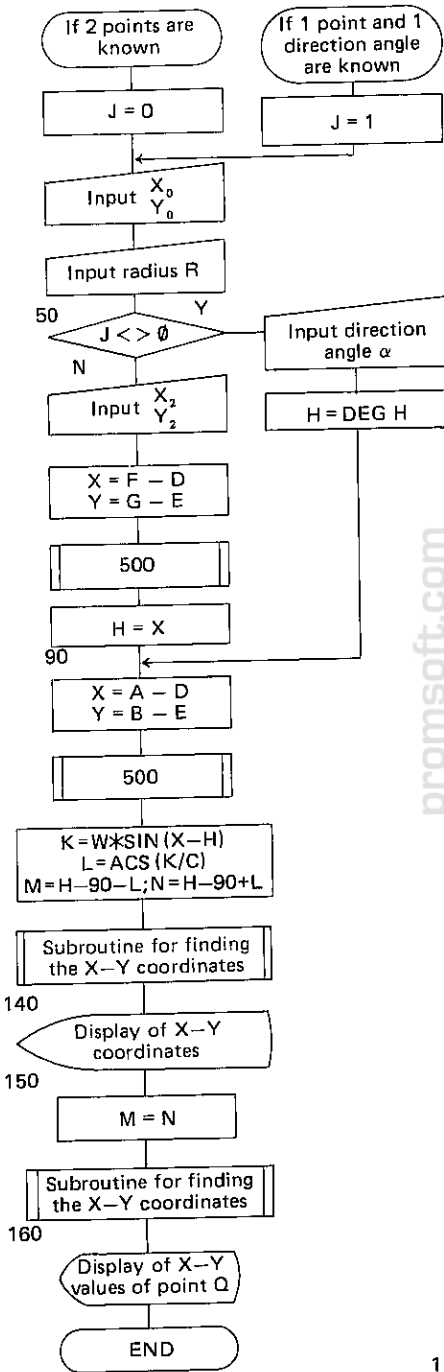 If 2 points are
known
If 1 point and 1
direction angle
are known
J = 0
J = 1
Input X₀
Y₀
Input radius R
50
J < > Ø
Y
N
Input direction
angle α
Input X₂
Y₂
H = DEG H
X = F − D
Y = G − E
500
H = X
90
X = A − D
Y = B − E
500
K=W*SIN (X−H)
L=ACS (K/C)
M=H−90−L; N=H−90+L
Subroutine for finding
the X−Y coordinates
140
Display of X−Y
coordinates
150
M = N
Subroutine for finding
the X−Y coordinates
160
Display of X−Y
values of point Q
END
1
promsoft.com